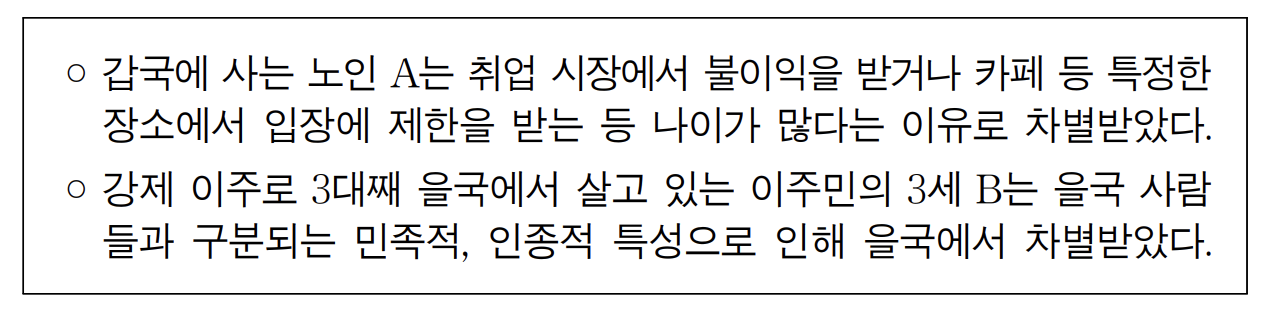 ○ 갑국에 사는 노인 A는 취업 시장에서 불이익을 받거나 카페 등 특정한
장소에서 입장에 제한을 받는 등 나이가 많다는 이유로 차별받았다.
○ 강제 이주로 3대째 을국에서 살고 있는 이주민의 3세 B는 을국 사람
들과 구분되는 민족적, 인종적 특성으로 인해 을국에서 차별받았다.